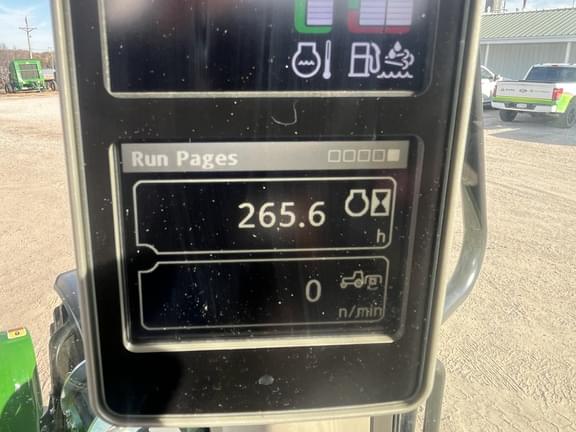 Run Pages
265.6
h
0
n/min